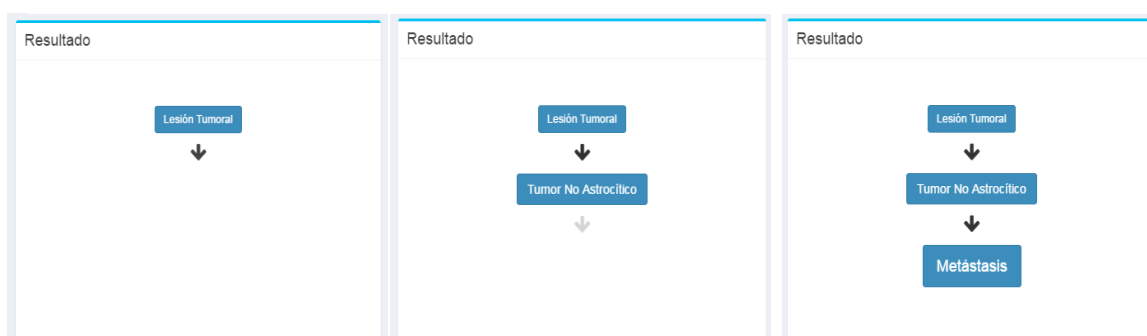 Resultado
Lesión Tumoral
Resultado
Lesión Tumoral
Tumor No Astrocítico
Resultado
Lesión Tumoral
Tumor No Astrocítico
Metástasis